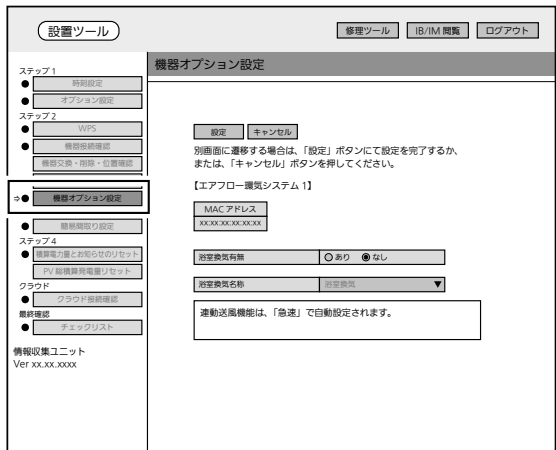 設置ツール
修理ツール
IB/IM 閲覧
ログアウト
機器オプション設定
ステップ 1
● 時刻設定
● オプション設定
ステップ 2
● WPS
● 機器接続確認
機器交換・削除・位置確認
⇒● 機器オプション設定
● 簡易間取り設定
ステップ 4
● 積算電力量とお知らせのリセット
PV 総積算発電量リセット
クラウド
● クラウド接続確認
最終確認
● チェックリスト
情報収集ユニット
Ver xx.xx.xxxx
設定 キャンセル
別画面に遷移する場合は、「設定」ボタンにて設定を完了するか、
または、「キャンセル」ボタンを押してください。
【エアフロー環気システム 1】
MAC アドレス
xx:xx:xx:xx:xx:xx
浴室換気有無 あり なし
浴室換気名称 浴室換気 ▼
連動送風機能は、「急速」で自動設定されます。